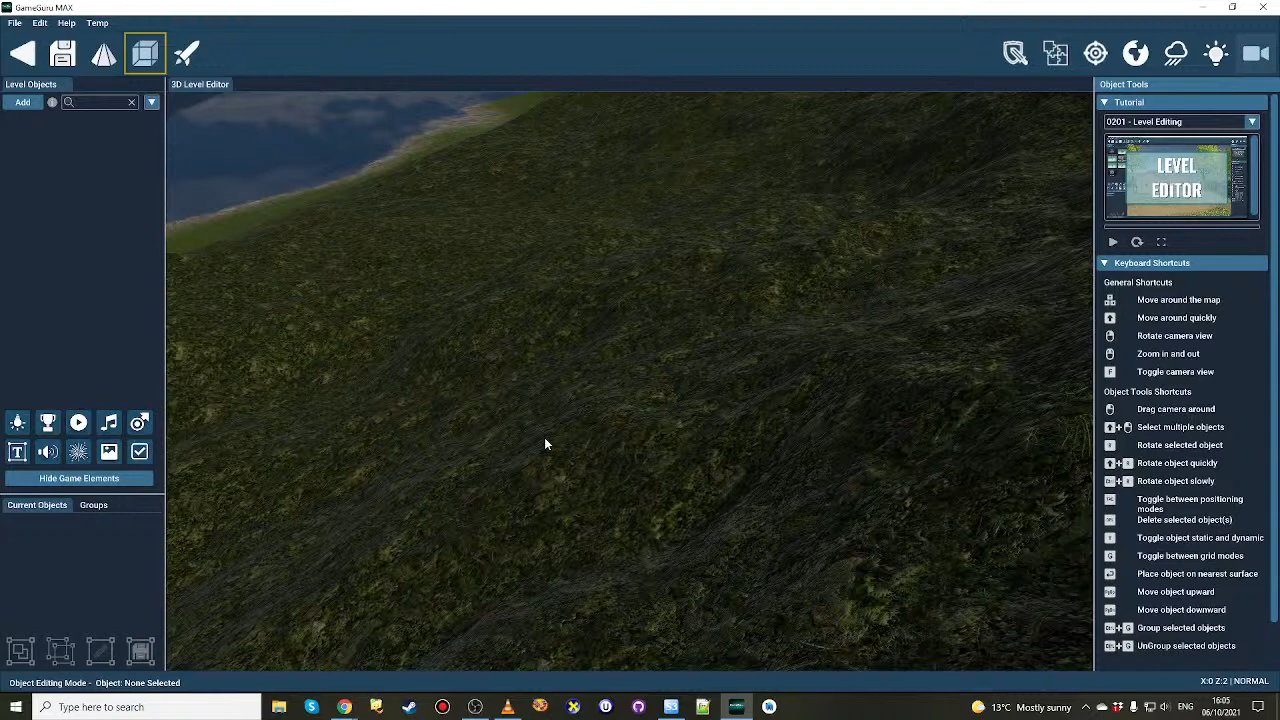 GameGuru MAX
File Edit Help Temp
Level Objects
3D Level Editor
Object Tools
Add
Tutorial
0201 - Level Editing
LEVEL
EDITOR
Keyboard Shortcuts
General Shortcuts
Move around the map
Move around quickly
Rotate camera view
Zoom in and out
F Toggle camera view
Object Tools Shortcuts
Drag camera around
Select multiple objects
R Rotate selected object
Rotate object quickly
Rotate object slowly
Toggle between positioning
modes
Delete selected object(s)
Toggle object static and dynamic
G Toggle between grid modes
Place object on nearest surface
PgUp Move object upward
PgDn Move object downward
Ctrl + G Group selected objects
Ctrl + G UnGroup selected objects
T
Hide Game Elements
Current Objects Groups
Object Editing Mode - Object: None Selected
X:0 Z:2 | NORMAL
Type here to search
13°C Mostly sunny
16:05
06/10/2021